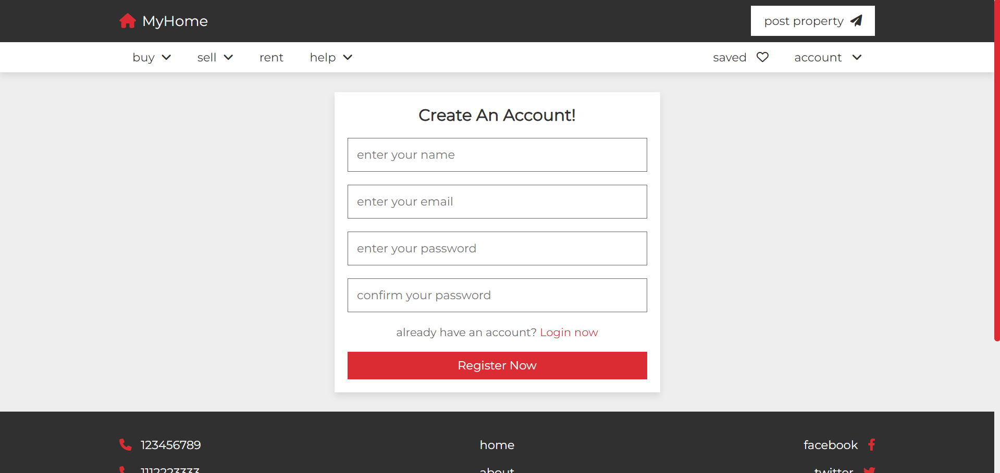 MyHome
post property
buy
sell
rent
help
saved
account
Create An Account!
enter your name
enter your email
enter your password
confirm your password
already have an account? Login now
Register Now
123456789
home
facebook
1112223333
about
twitter